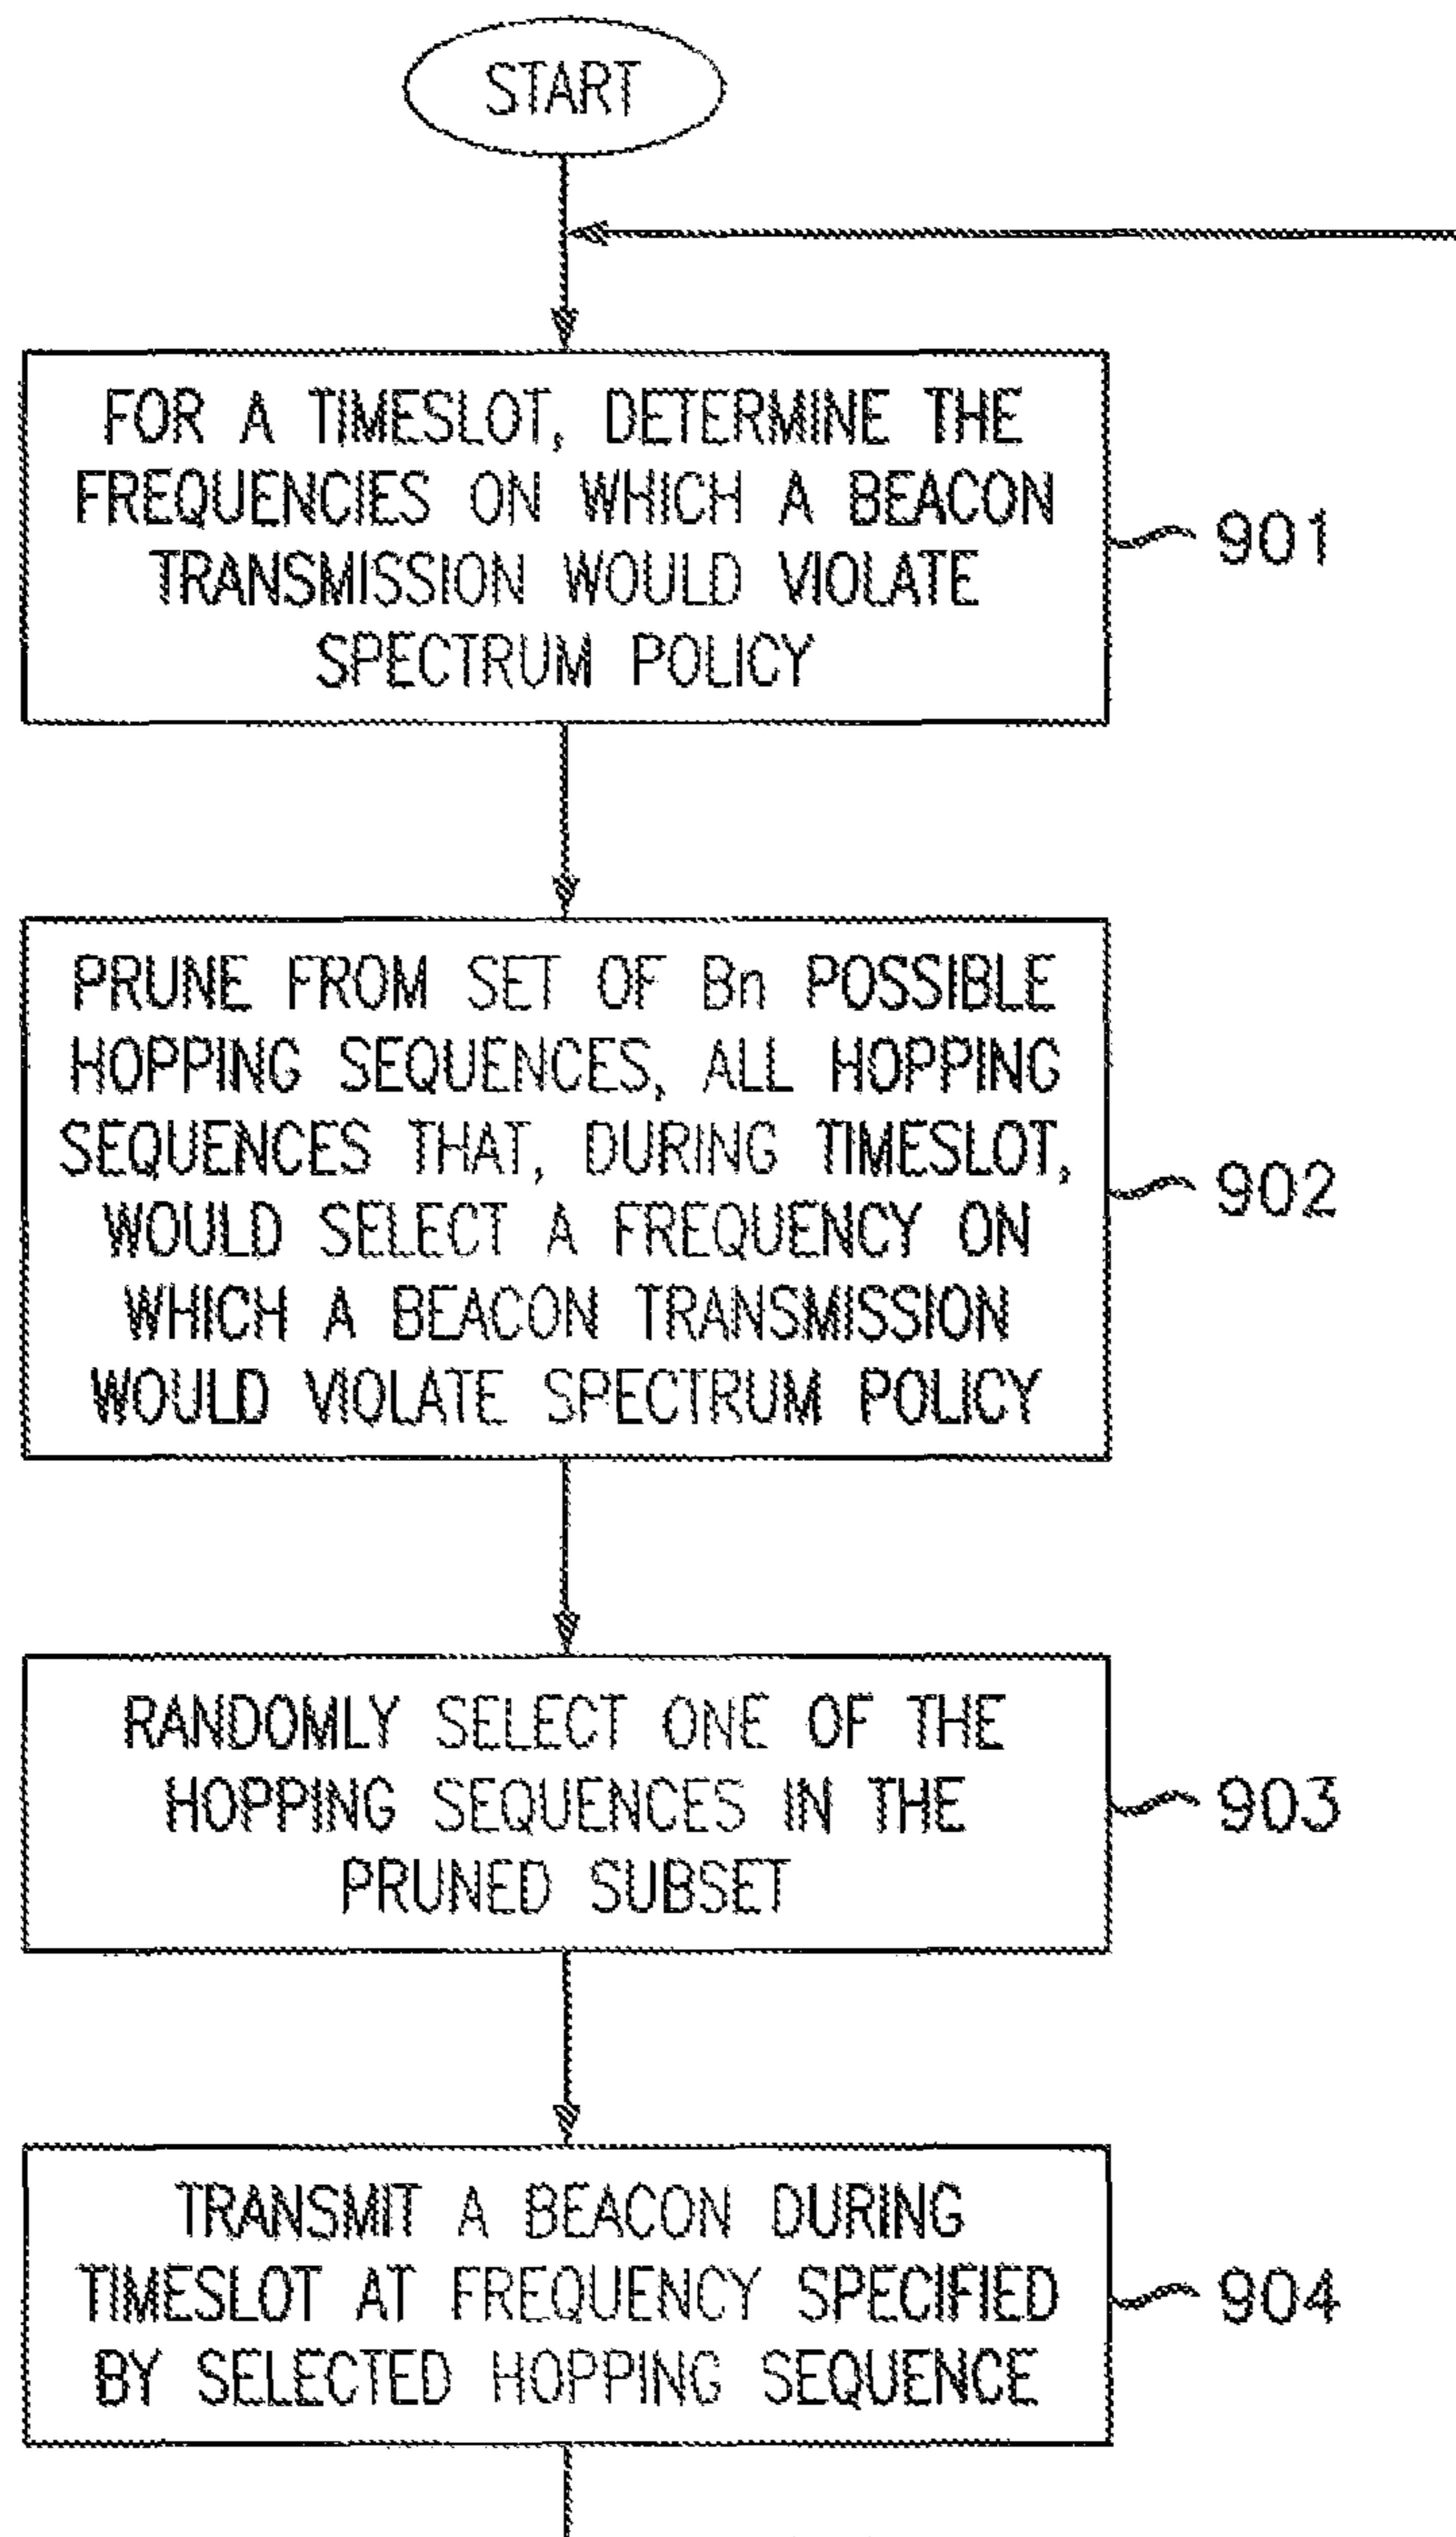 START
FOR A TIMESLOT, DETERMINE THE
FREQUENCIES ON WHICH A BEACON
TRANSMISSION WOULD VIOLATE
SPECTRUM POLICY
901
PRUNE FROM SET OF Bn POSSIBLE
HOPPING SEQUENCES, ALL HOPPING
SEQUENCES THAT, DURING TIMESLOT,
WOULD SELECT A FREQUENCY ON
WHICH A BEACON TRANSMISSION
WOULD VIOLATE SPECTRUM POLICY
902
RANDOMLY SELECT ONE OF THE
HOPPING SEQUENCES IN THE
PRUNED SUBSET
903
TRANSMIT A BEACON DURING
TIMESLOT AT FREQUENCY SPECIFIED
BY SELECTED HOPPING SEQUENCE
904